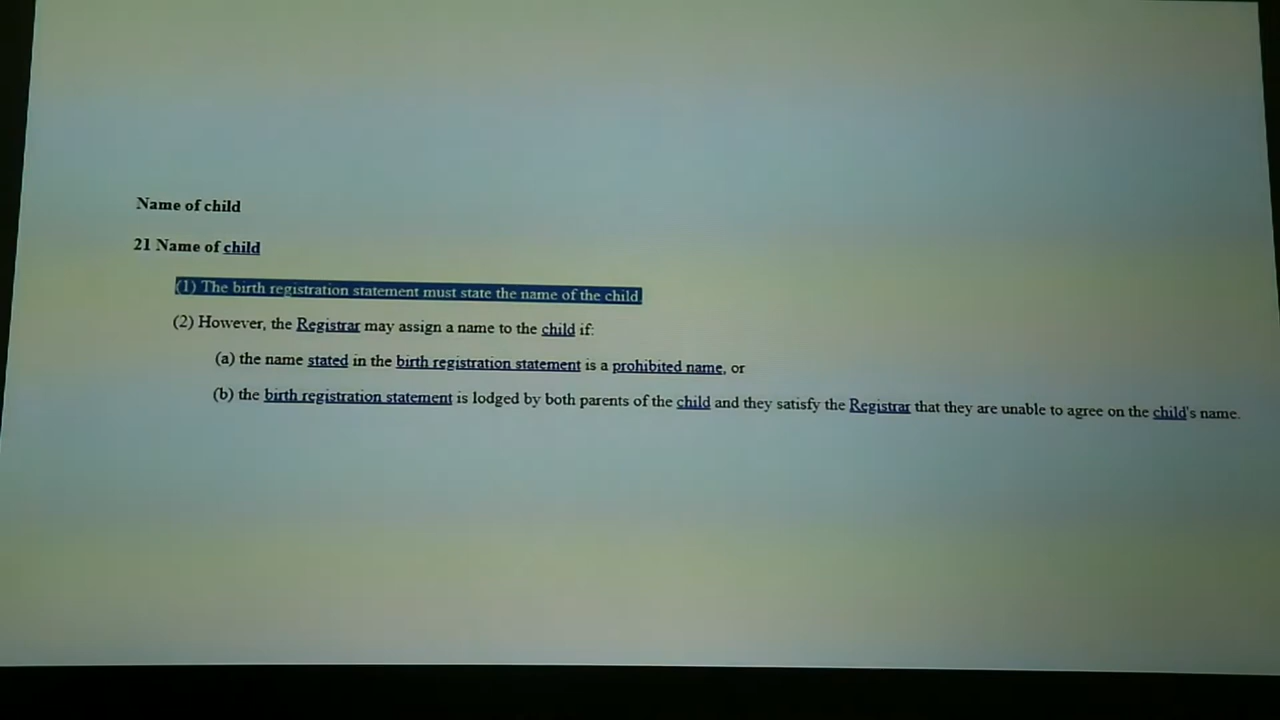 Name of child
21 Name of child
(1) The birth registration statement must state the name of the child
(2) However, the Registrar may assign a name to the child if:
(a) the name stated in the birth registration statement is a prohibited name, or
(b) the birth registration statement is lodged by both parents of the child and they satisfy the Registrar that they are unable to agree on the child's name.